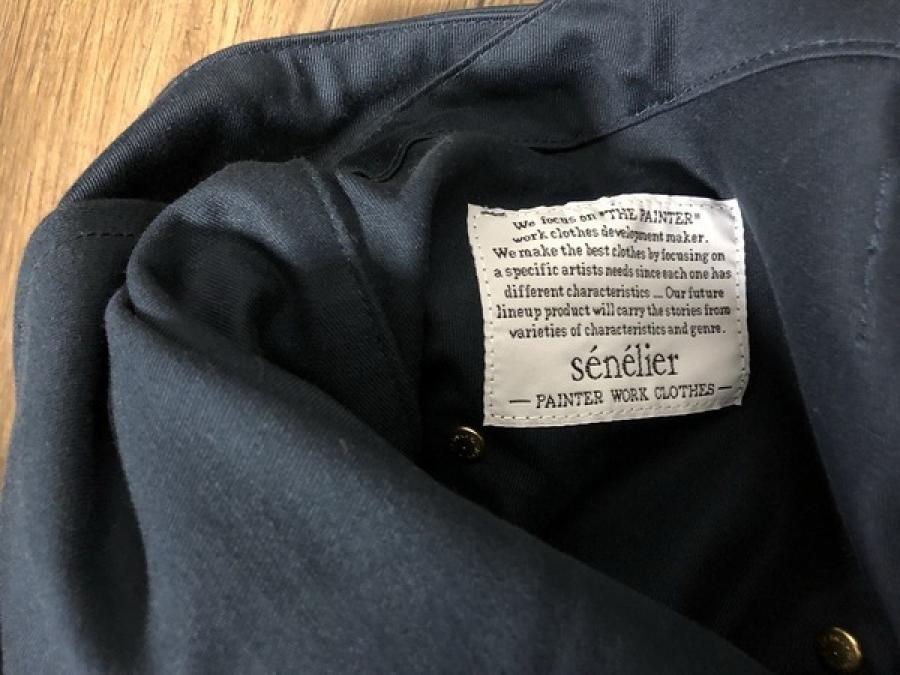 We focus on "THE PAINTER"
work clothes development maker.
We make the best clothes by focusing on
a specific artists needs since each one has
different characteristics ... Our future
lineup product will carry the stories from
varieties of characteristics and genre.
sénélier
— PAINTER WORK CLOTHES —